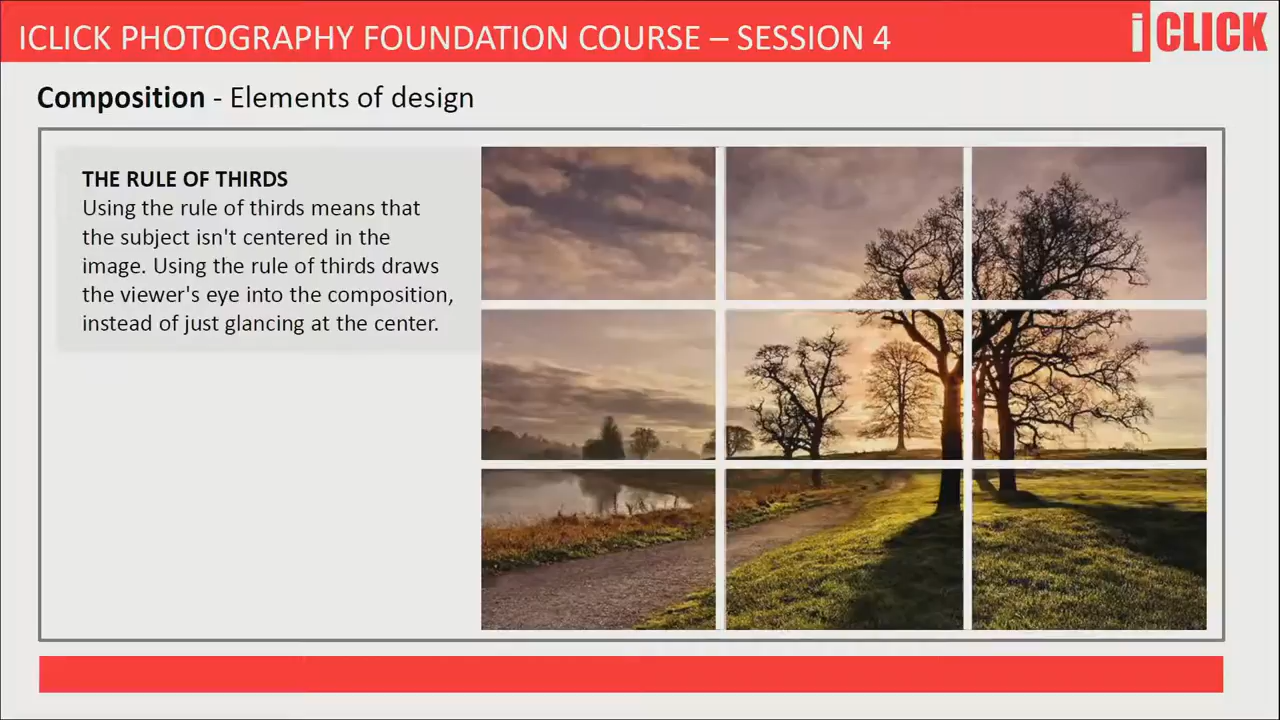 ICLICK PHOTOGRAPHY FOUNDATION COURSE – SESSION 4
iCLICK
Composition - Elements of design
THE RULE OF THIRDS
Using the rule of thirds means that
the subject isn't centered in the
image. Using the rule of thirds draws
the viewer's eye into the composition,
instead of just glancing at the center.